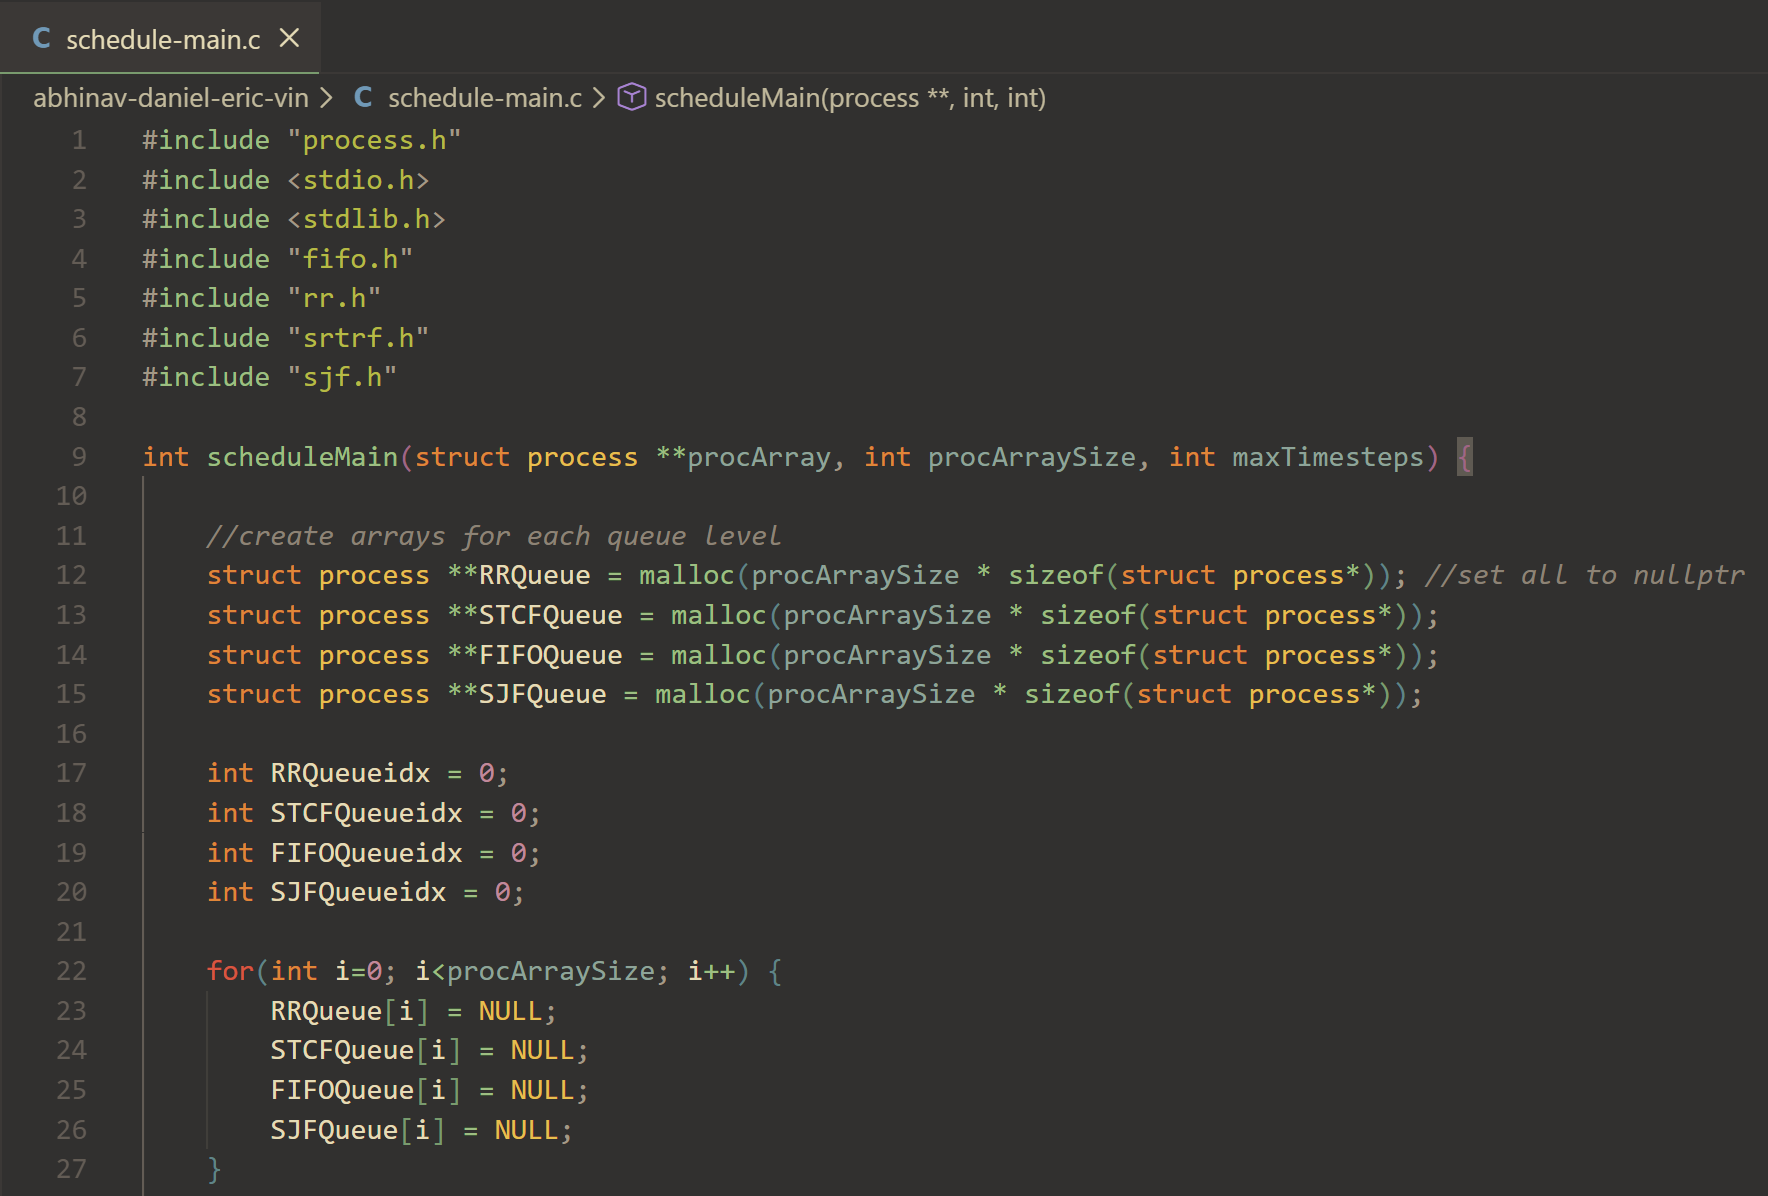 C schedule-main.c ×
abhinav-daniel-eric-vin > C schedule-main.c > scheduleMain(process **, int, int)
1 #include "process.h"
2 #include <stdio.h>
3 #include <stdlib.h>
4 #include "fifo.h"
5 #include "rr.h"
6 #include "srtrf.h"
7 #include "sjf.h"
8
9 int scheduleMain(struct process **procArray, int procArraySize, int maxTimesteps) {
10
11 //create arrays for each queue level
12 struct process **RRQueue = malloc(procArraySize * sizeof(struct process*)); //set all to nullptr
13 struct process **STCFQueue = malloc(procArraySize * sizeof(struct process*));
14 struct process **FIFOQueue = malloc(procArraySize * sizeof(struct process*));
15 struct process **SJFQueue = malloc(procArraySize * sizeof(struct process*));
16
17 int RRQueueidx = 0;
18 int STCFQueueidx = 0;
19 int FIFOQueueidx = 0;
20 int SJFQueueidx = 0;
21
22 for(int i=0; i<procArraySize; i++) {
23 RRQueue[i] = NULL;
24 STCFQueue[i] = NULL;
25 FIFOQueue[i] = NULL;
26 SJFQueue[i] = NULL;
27 }